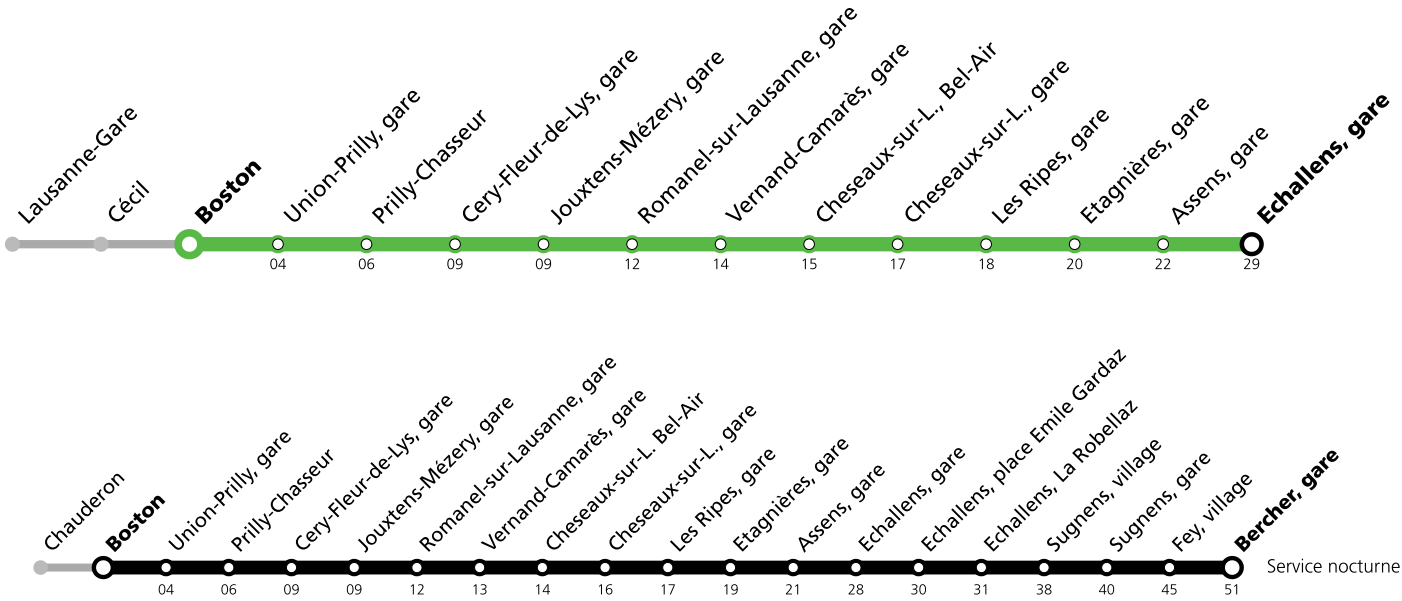 Lausanne-Gare
Cécil
Boston
Union-Prilly, gare
Prilly-Chasseur
Cery-Fleur-de-Lys, gare
Jouxtens-Mézery, gare
Romanel-sur-Lausanne, gare
Vernand-Camarès, gare
Cheseaux-sur-L., Bel-Air
Cheseaux-sur-L., gare
Les Ripes, gare
Etagnières, gare
Assens, gare
Echallens, gare
04 06 09 09 12 14 15 17 18 20 22 29
Chauderon
Boston
Union-Prilly, gare
Prilly-Chasseur
Cery-Fleur-de-Lys, gare
Jouxtens-Mézery, gare
Romanel-sur-Lausanne, gare
Vernand-Camarès, gare
Cheseaux-sur-L. Bel-Air
Cheseaux-sur-L., gare
Les Ripes, gare
Etagnières, gare
Assens, gare
Echallens, gare
Echallens, place Emile Gardaz
Echallens, La Robellaz
Sugnens, village
Sugnens, gare
Fey, village
Bercher, gare
Service nocturne
04 06 09 09 12 13 14 16 17 19 21 28 30 31 38 40 45 51